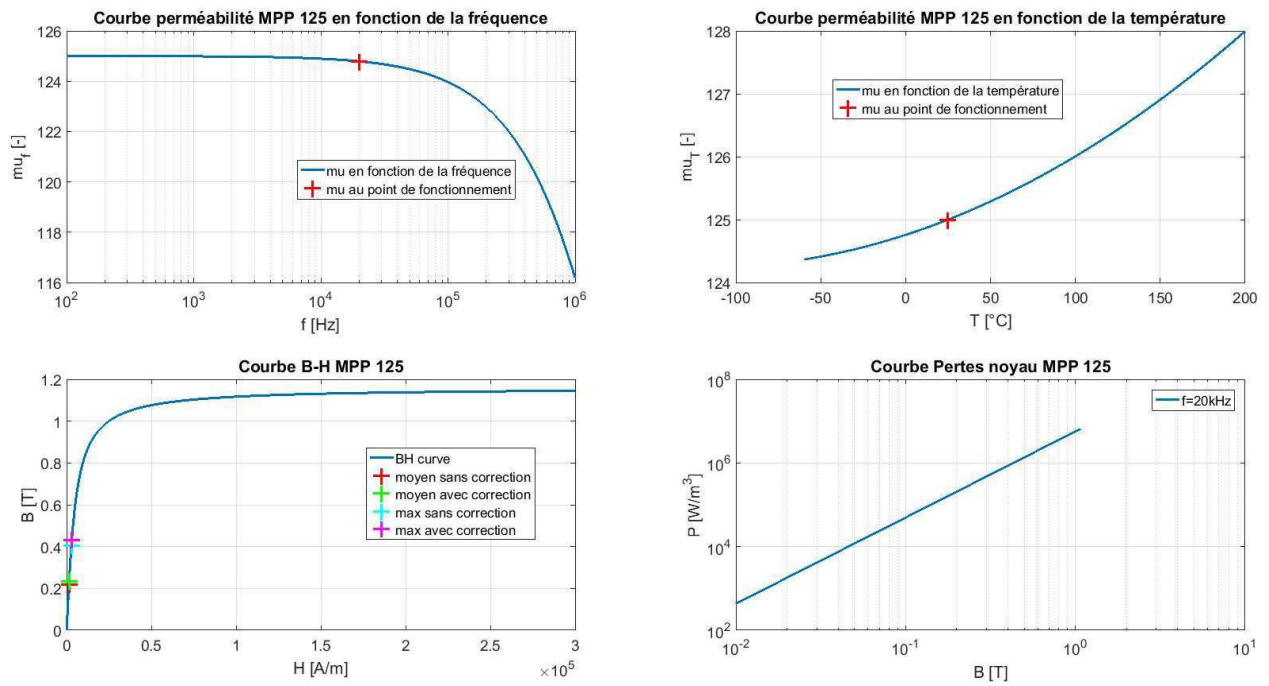 Courbe perméabilité MPP 125 en fonction de la fréquence
126
124
122
120
118
116
mu_f [-]
mu en fonction de la fréquence
mu au point de fonctionnement
10^2
10^3
10^4
10^5
10^6
f [Hz]
Courbe perméabilité MPP 125 en fonction de la température
128
127
126
125
124
mu_T [-]
mu en fonction de la température
mu au point de fonctionnement
-100
-50
0
50
100
150
200
T [°C]
Courbe B-H MPP 125
1.2
1
0.8
0.6
0.4
0.2
0
B [T]
BH curve
moyen sans correction
moyen avec correction
max sans correction
max avec correction
0
0.5
1
1.5
2
2.5
3
H [A/m]
×10^5
Courbe Pertes noyau MPP 125
10^8
10^6
10^4
10^2
P [W/m^3]
f=20kHz
10^-2
10^-1
10^0
10^1
B [T]